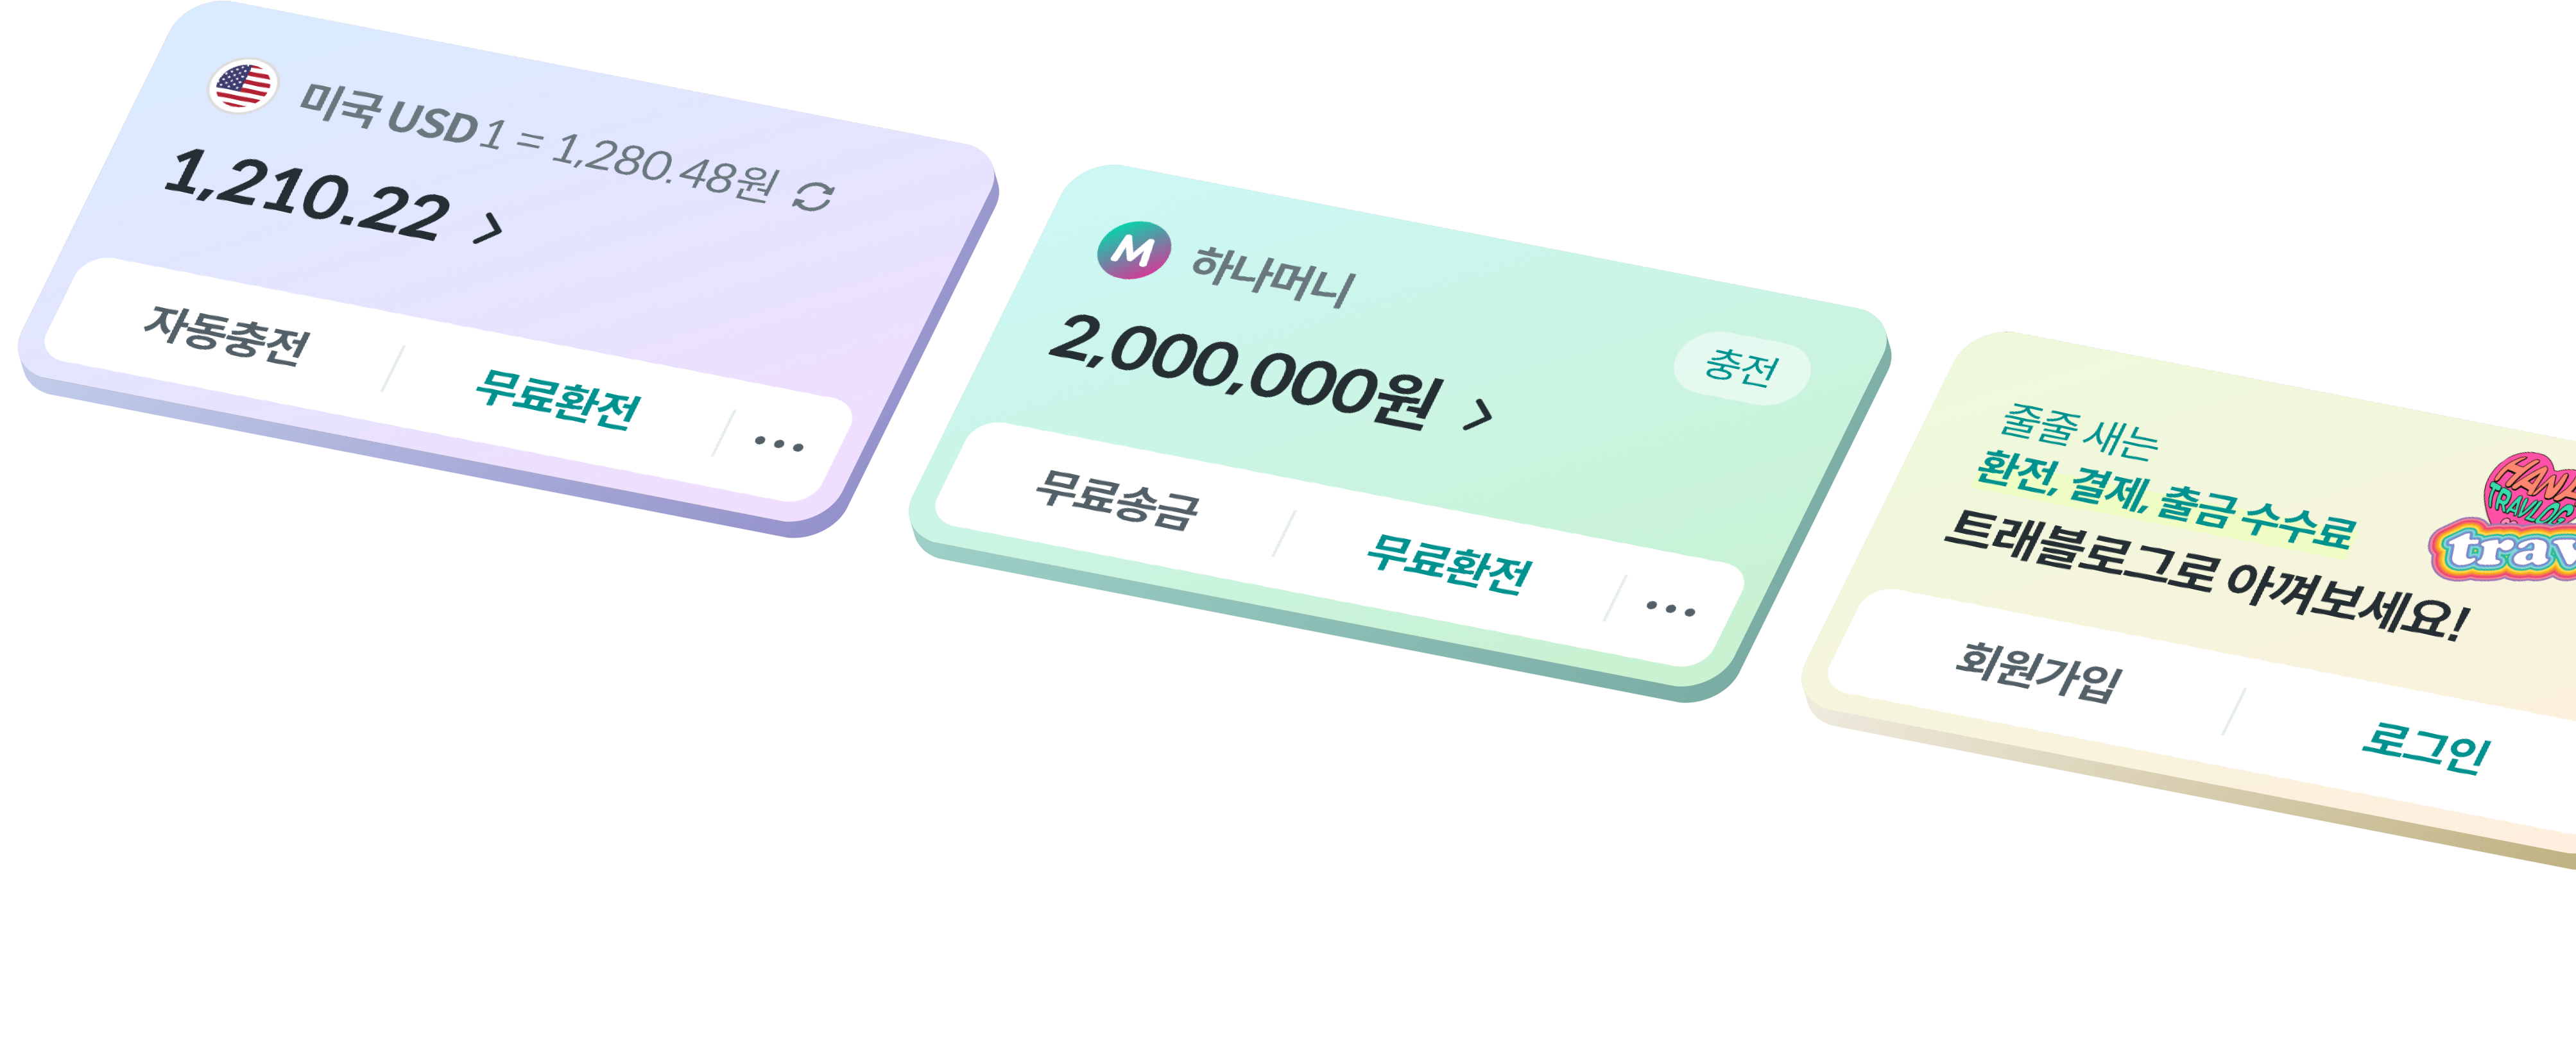 미국 USD 1 = 1,280.48원
1,210.22
자동충전
무료환전
M 하나머니
2,000,000원
충전
무료송금
무료환전
줄줄 새는
환전, 결제, 출금 수수료
트래블로그로 아껴보세요!
회원가입
로그인